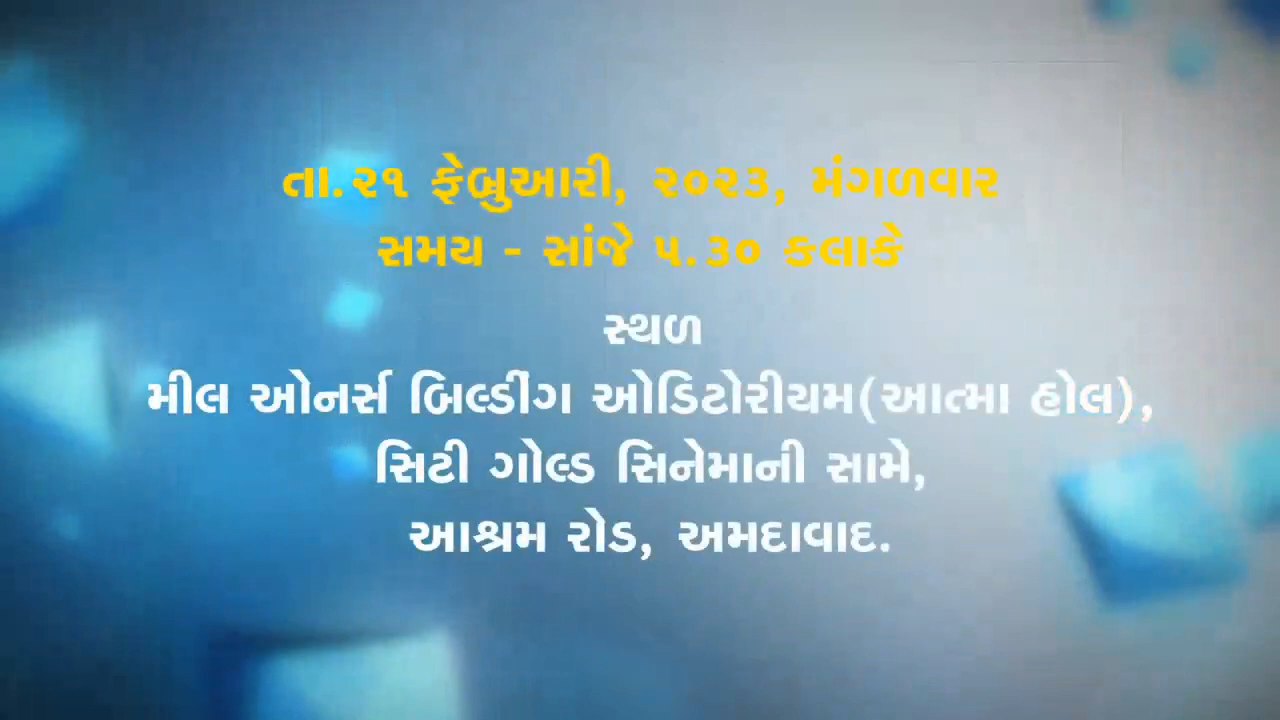 તા.૨૧ ફેબ્રુઆરી, ૨૦૨૩, મંગળવાર
સમય - સાંજે ૫.૩૦ કલાકે
સ્થળ
મીલ ઓનર્સ બિલ્ડીંગ ઓડિટોરીયમ(આત્મા હોલ),
સિટી ગોલ્ડ સિનેમાની સામે,
આશ્રમ રોડ, અમદાવાદ.